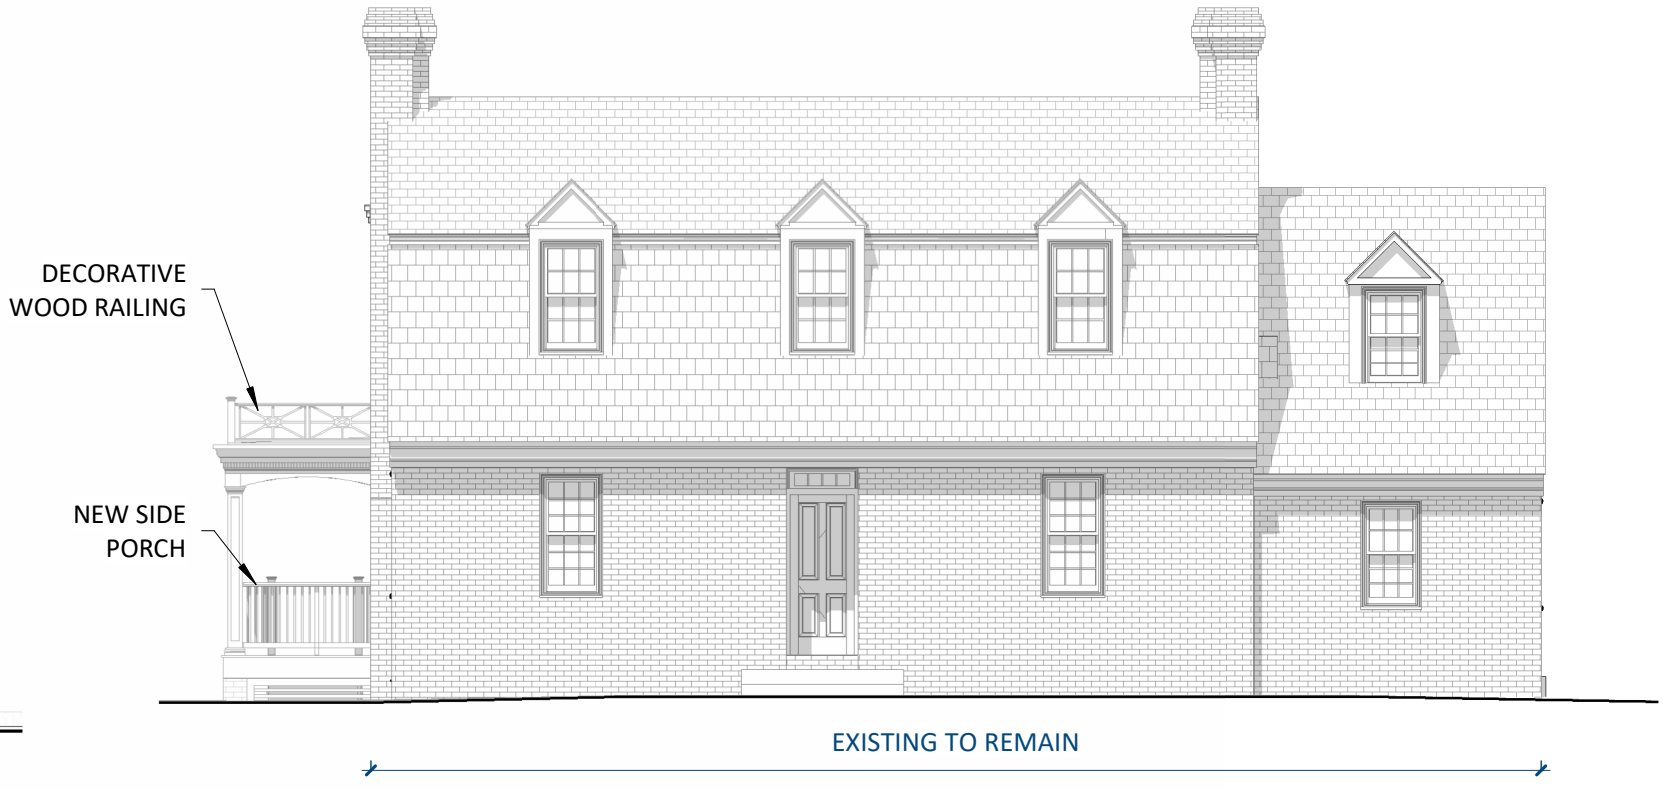 DECORATIVE
WOOD RAILING
NEW SIDE
PORCH
EXISTING TO REMAIN